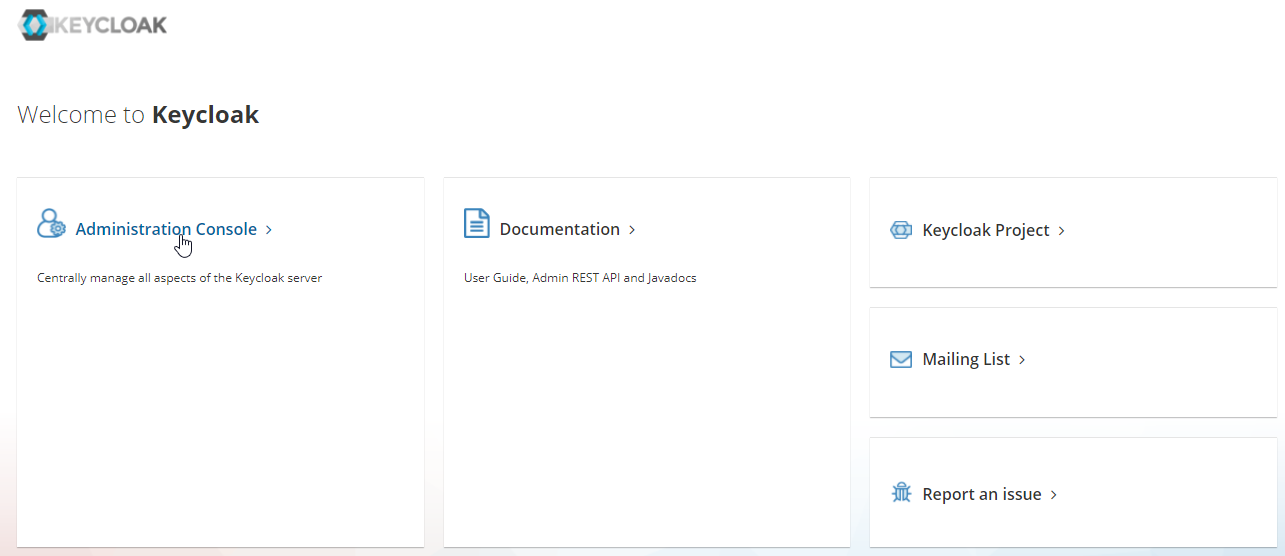 KEYCLOAK
Welcome to Keycloak
Administration Console
Centrally manage all aspects of the Keycloak server
Documentation
User Guide, Admin REST API and Javadocs
Keycloak Project
Mailing List
Report an issue